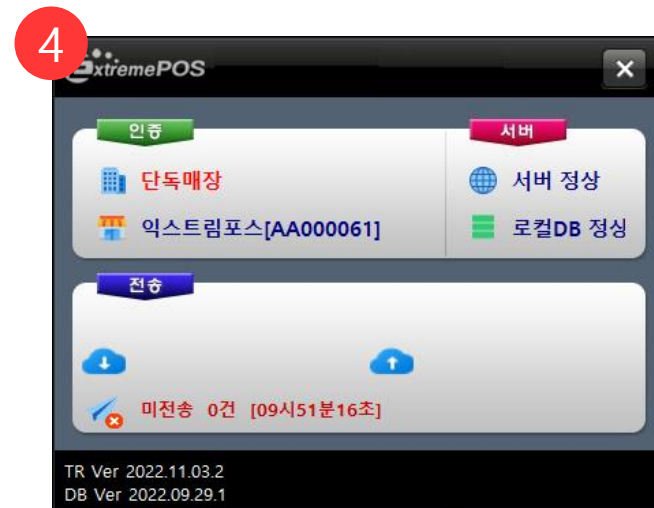 4
ExtremePOS
인증
서버
단독매장
서버 정상
익스트림포스[AA000061]
로컬DB 정상
전송
미전송 0건 [09시51분16초]
TR Ver 2022.11.03.2
DB Ver 2022.09.29.1